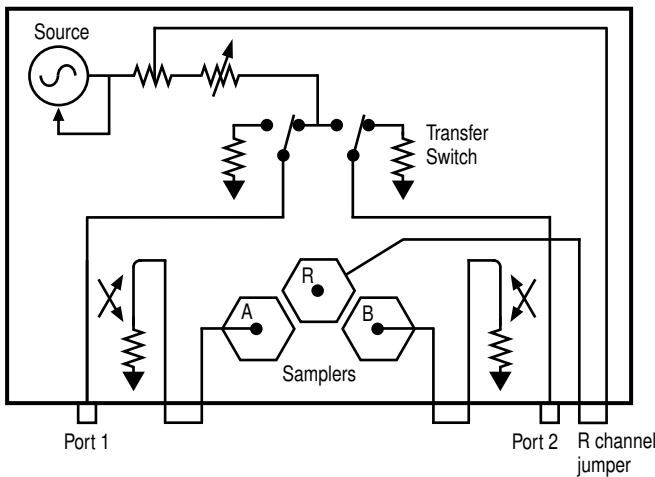 Source
Transfer
Switch
R
A
B
Samplers
Port 1
Port 2
R channel
jumper